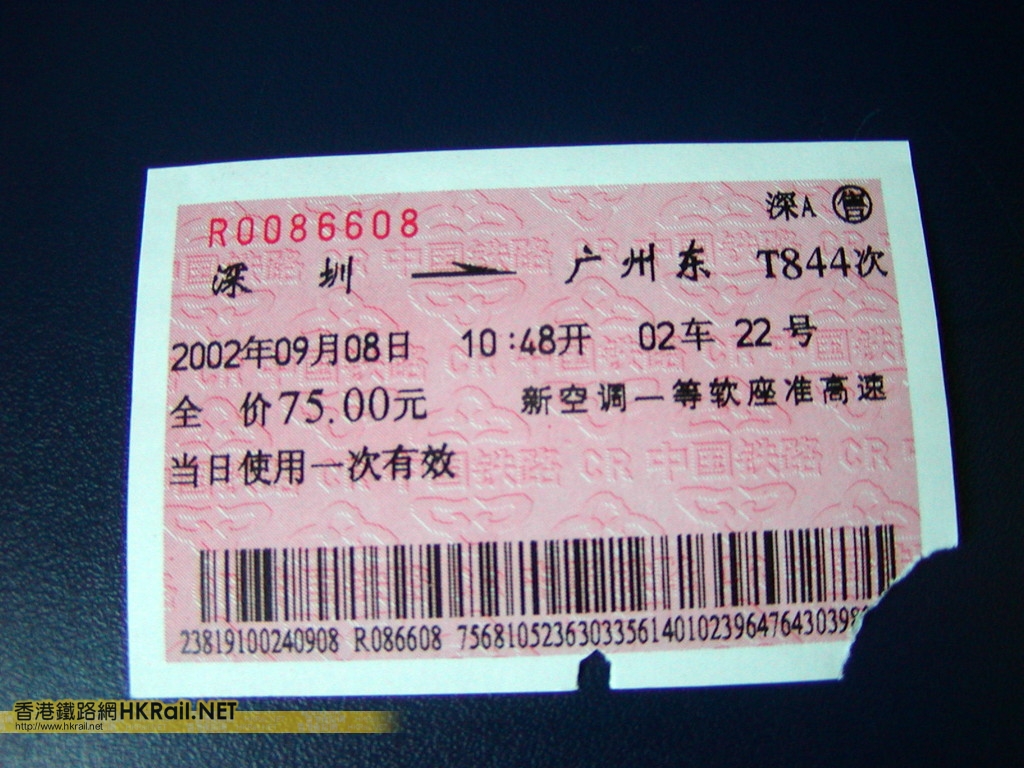 深A 售
R0086608
深 圳 → 广州东 T844次
2002年09月08日 10:48开 02车 22号
全 价75.00元 新空调一等软座准高速
当日使用一次有效
23819100240908 R086608 7568105236303356140102396476430398
香港鐵路網HKRail.NET
http://www.hkrail.net